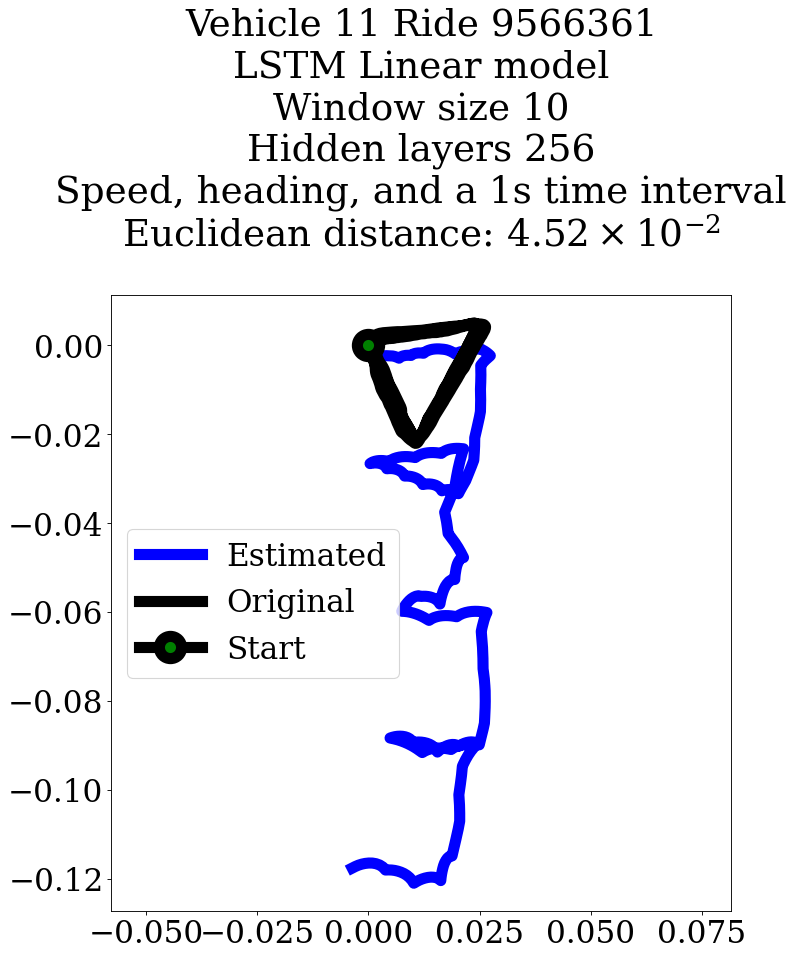 Vehicle 11 Ride 9566361
LSTM Linear model
Window size 10
Hidden layers 256
Speed, heading, and a 1s time interval
Euclidean distance: 4.52 × 10⁻²
0.00
−0.02
−0.04
−0.06
−0.08
−0.10
−0.12
Estimated
Original
Start
−0.050 −0.025 0.000 0.025 0.050 0.075